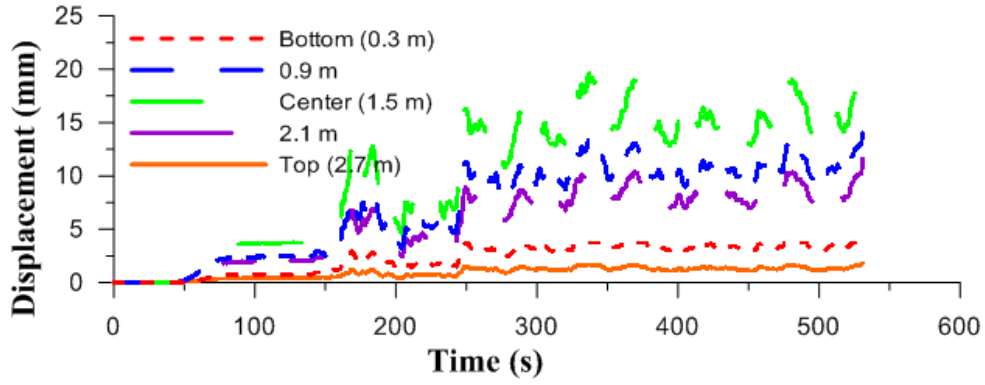 25
20
15
10
5
0
Displacement (mm)
Bottom (0.3 m)
0.9 m
Center (1.5 m)
2.1 m
Top (2.7 m)
0 100 200 300 400 500 600
Time (s)